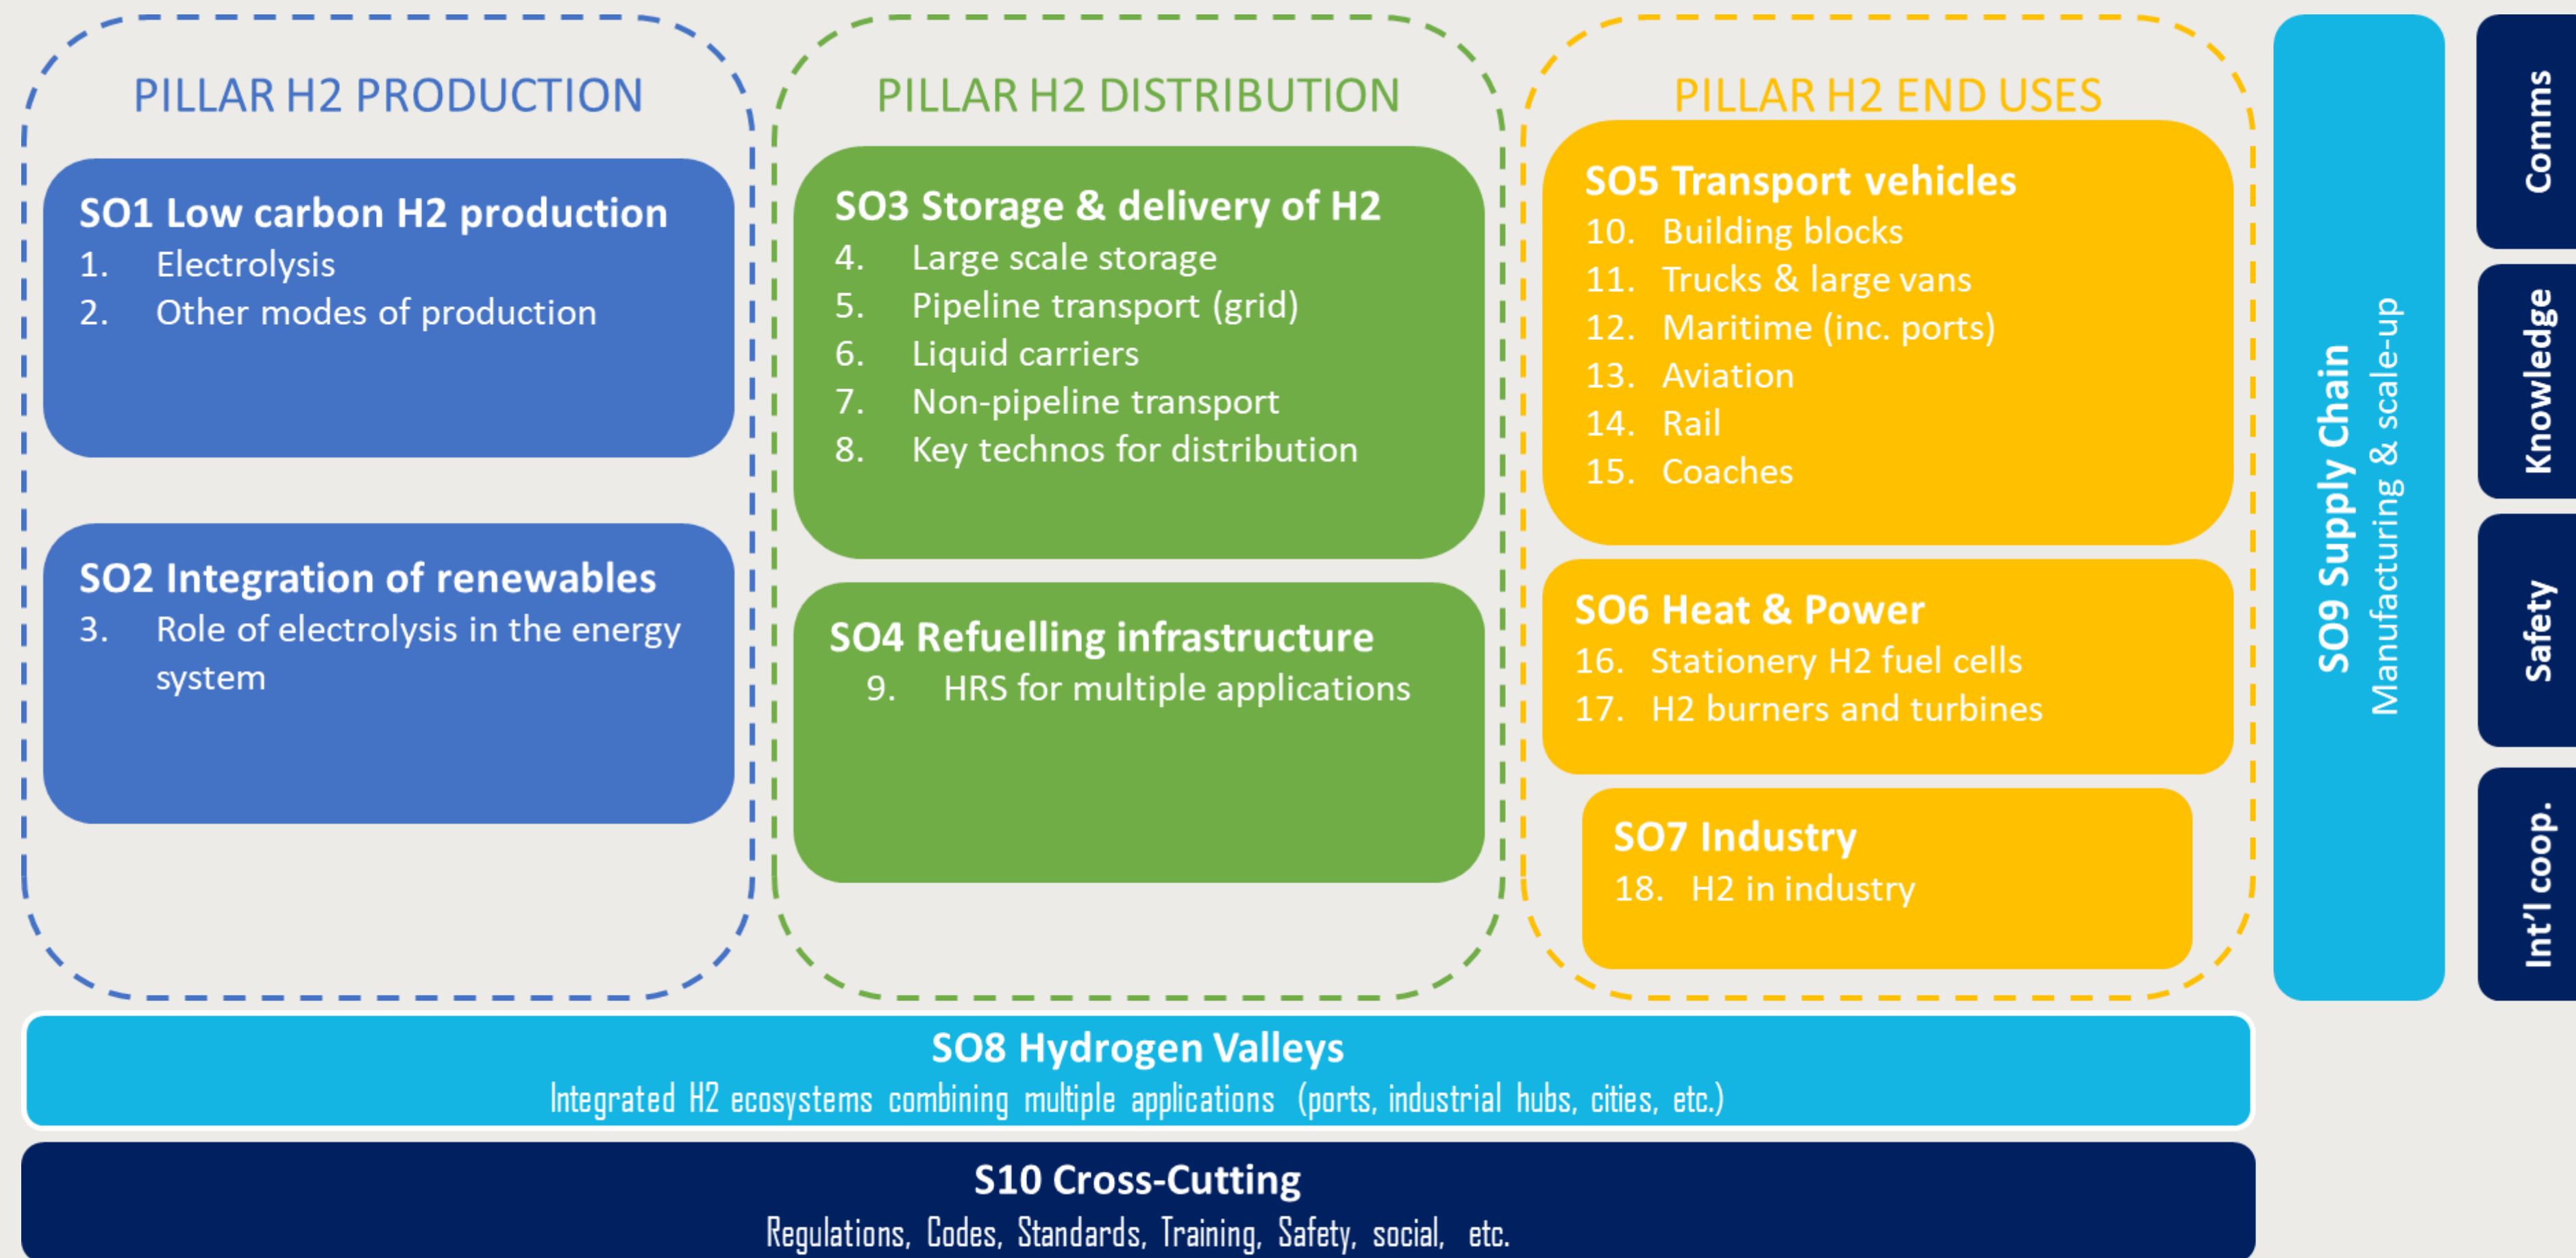 PILLAR H2 PRODUCTION
SO1 Low carbon H2 production
1. Electrolysis
2. Other modes of production
SO2 Integration of renewables
3. Role of electrolysis in the energy
system
PILLAR H2 DISTRIBUTION
SO3 Storage & delivery of H2
4. Large scale storage
5. Pipeline transport (grid)
6. Liquid carriers
7. Non-pipeline transport
8. Key technos for distribution
SO4 Refuelling infrastructure
9. HRS for multiple applications
PILLAR H2 END USES
SO5 Transport vehicles
10. Building blocks
11. Trucks & large vans
12. Maritime (inc. ports)
13. Aviation
14. Rail
15. Coaches
SO6 Heat & Power
16. Stationery H2 fuel cells
17. H2 burners and turbines
SO7 Industry
18. H2 in industry
SO9 Supply Chain
Manufacturing & scale-up
Comms
Knowledge
Safety
Int'l coop.
SO8 Hydrogen Valleys
Integrated H2 ecosystems combining multiple applications (ports, industrial hubs, cities, etc.)
S10 Cross-Cutting
Regulations, Codes, Standards, Training, Safety, social, etc.